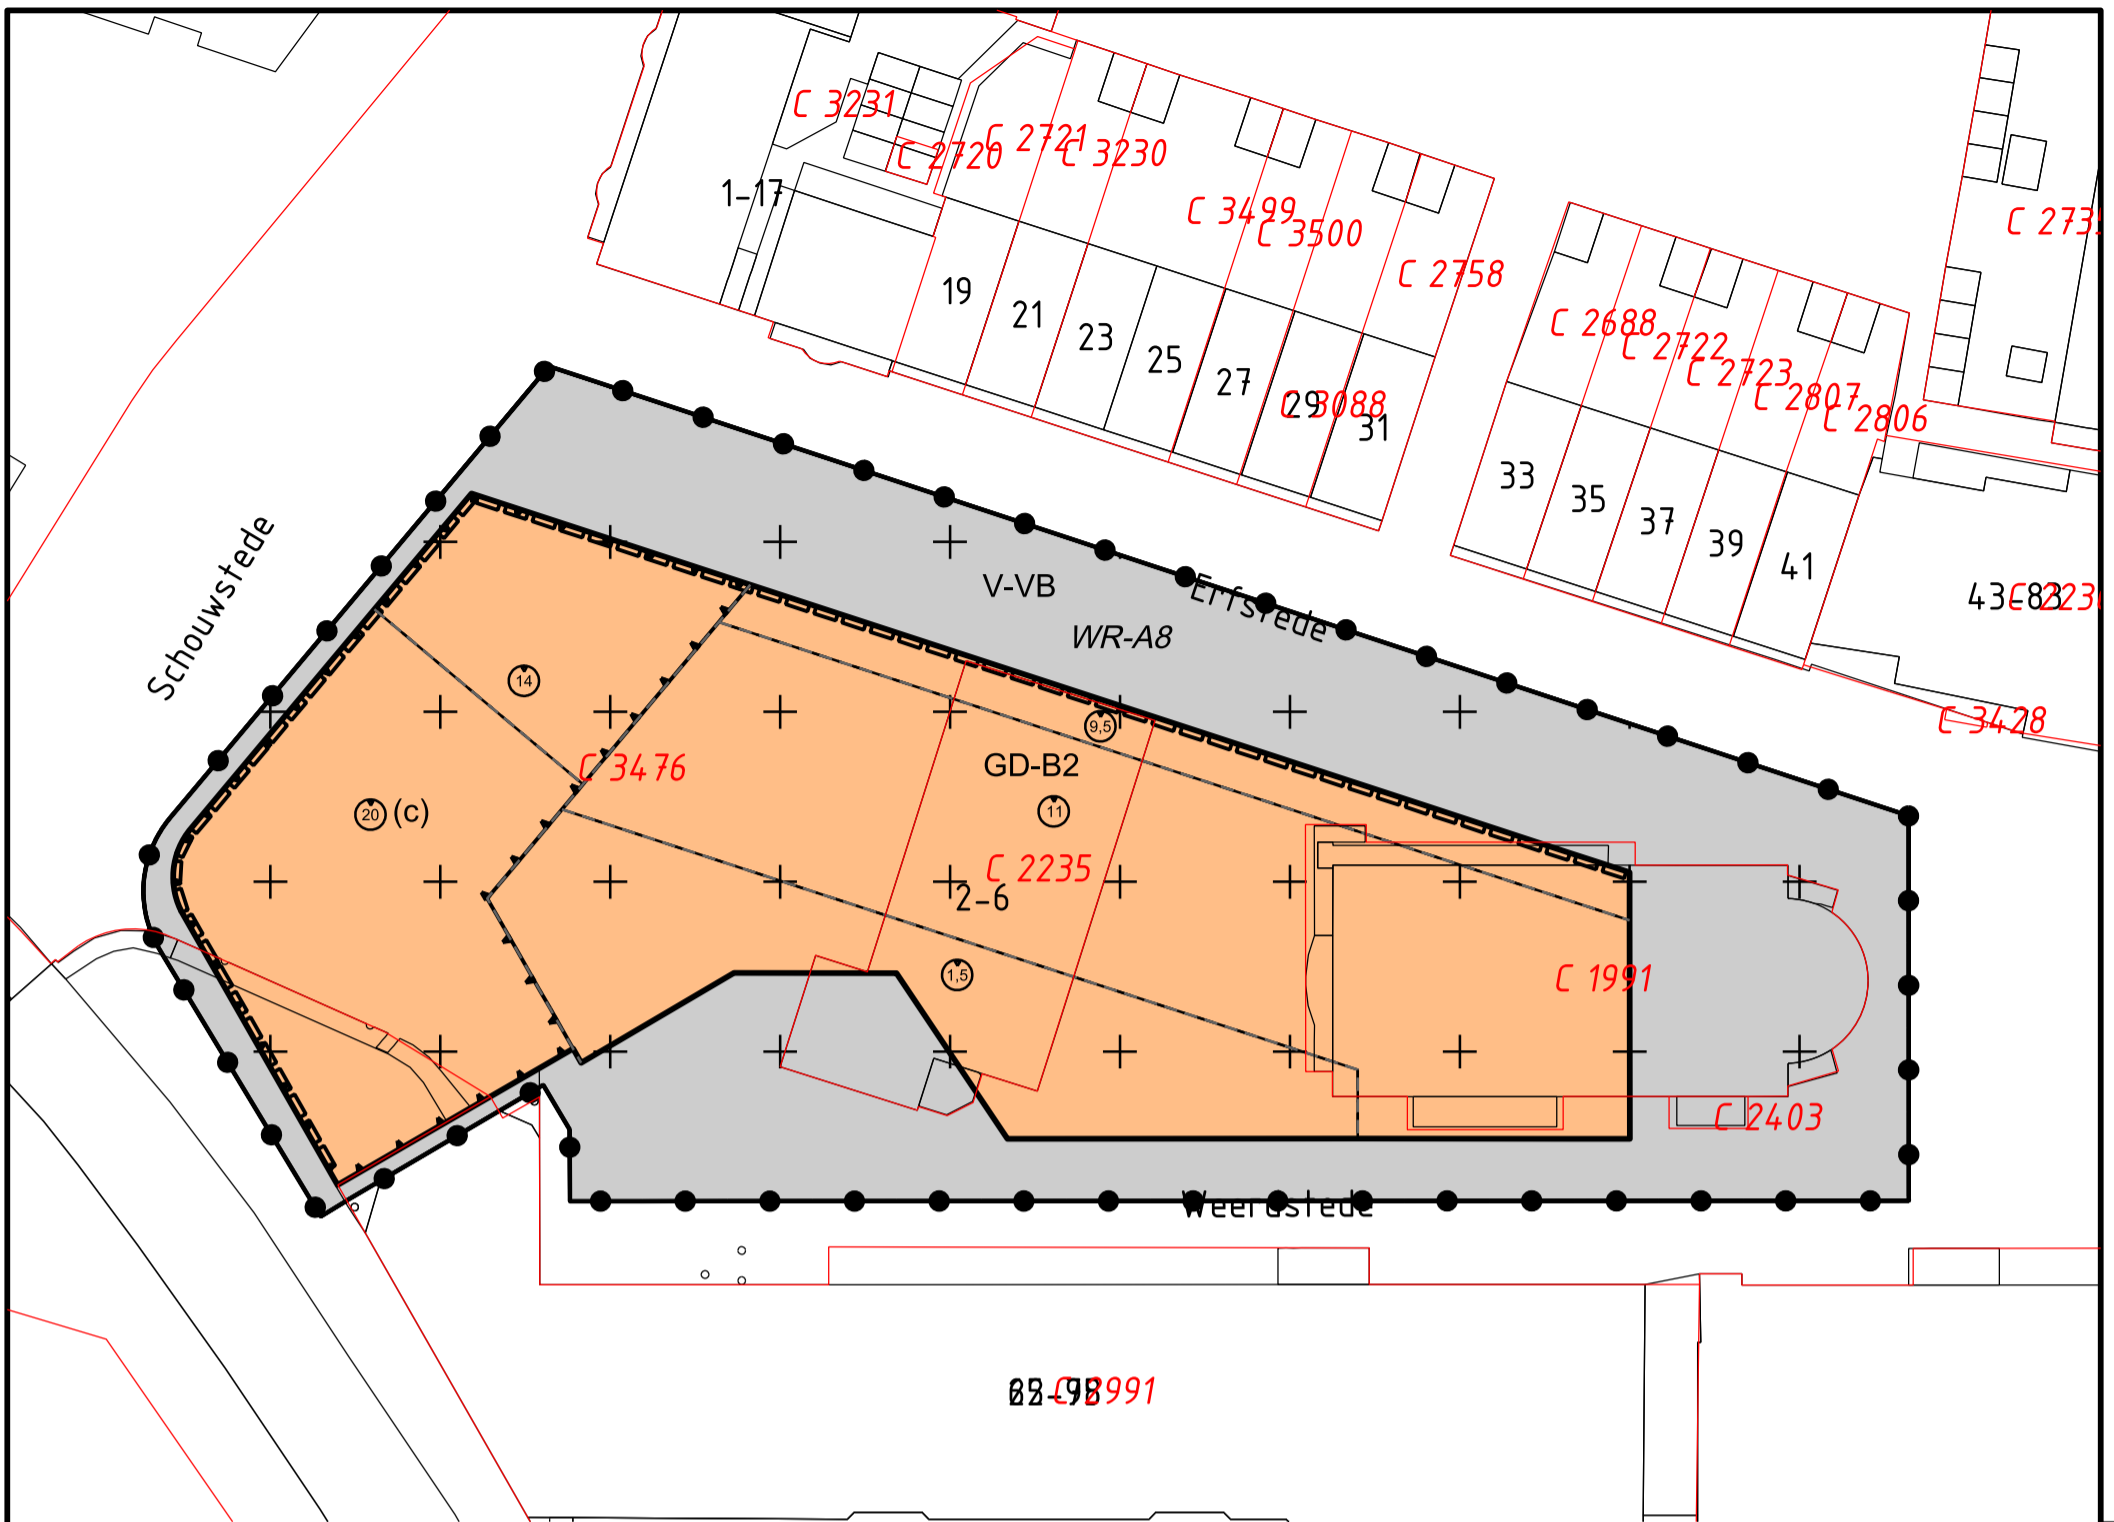 C 3231
C 2720
C 2721
C 3230
1-17
C 3499
C 3500
C 2758
19
21
23
25
27
29
C 3088
31
C 2688
C 2722
C 2723
C 2807
C 2806
33
35
37
39
41
43-83
C 3428
Schouwstede
Erfstede
V-VB
WR-A8
14
9,5
C 3476
GD-B2
20 (c)
11
C 2235
2-6
1,5
C 1991
C 2403
Weerdstede